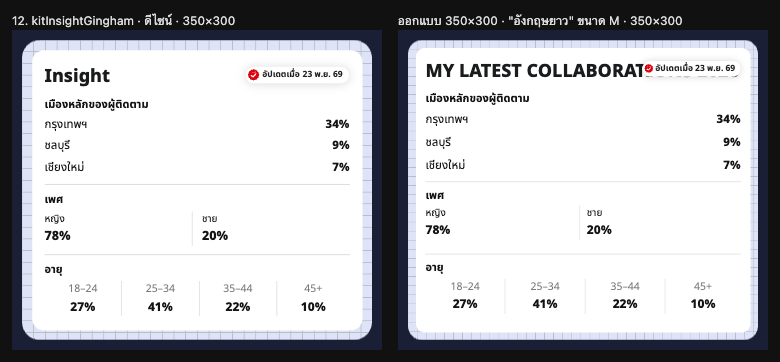 12. kitInsightGingham · ดีไซน์ · 350×300
Insight
อัปเดตเมื่อ 23 พ.ย. 69
เมืองหลักของผู้ติดตาม
กรุงเทพฯ 34%
ชลบุรี 9%
เชียงใหม่ 7%
เพศ
หญิง ชาย
78% 20%
อายุ
18–24 25–34 35–44 45+
27% 41% 22% 10%
ออกแบบ 350×300 · "อังกฤษยาว" ขนาด M · 350×300
MY LATEST COLLABORAT
อัปเดตเมื่อ 23 พ.ย. 69
เมืองหลักของผู้ติดตาม
กรุงเทพฯ 34%
ชลบุรี 9%
เชียงใหม่ 7%
เพศ
หญิง ชาย
78% 20%
อายุ
18–24 25–34 35–44 45+
27% 41% 22% 10%